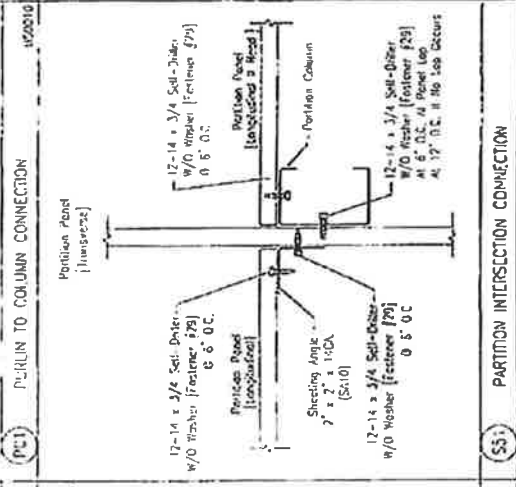 PC1
PURLIN TO COLUMN CONNECTION
Partition Panel
[Transverse]
12-14 x 3/4 Self-Driller
W/O Washer [Fastener #29]
@ 6" O.C.
12-14 x 3/4 Self-Driller
W/O Washer [Fastener #29]
@ 6" O.C.
Partition Panel
[Longitudinal]
Partition Panel
[Longitudinal @ Head]
Partition Column
Sheeting Angle
2" x 2" x 14GA
(SA10)
12-14 x 3/4 Self-Driller
W/O Washer [Fastener #29]
@ 6" O.C.
12-14 x 3/4 Self-Driller
W/O Washer [Fastener #29]
At 6" O.C. At Panel Lap
At 12" O.C. If No Lap Occurs
SS1
PARTITION INTERSECTION CONNECTION